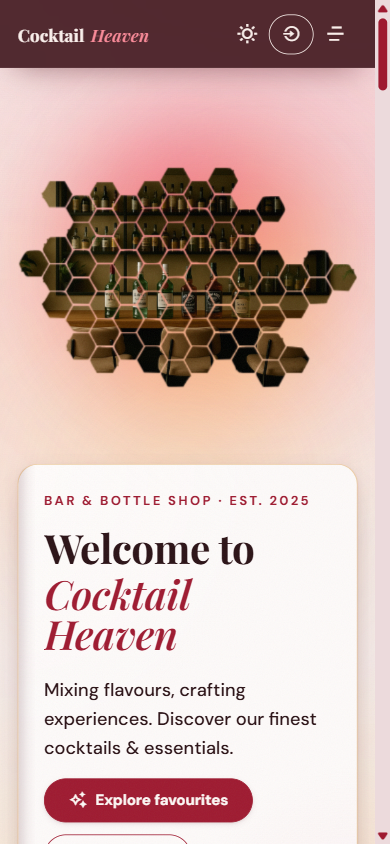 Cocktail Heaven
BAR & BOTTLE SHOP · EST. 2025
Welcome to
Cocktail
Heaven
Mixing flavours, crafting
experiences. Discover our finest
cocktails & essentials.
Explore favourites